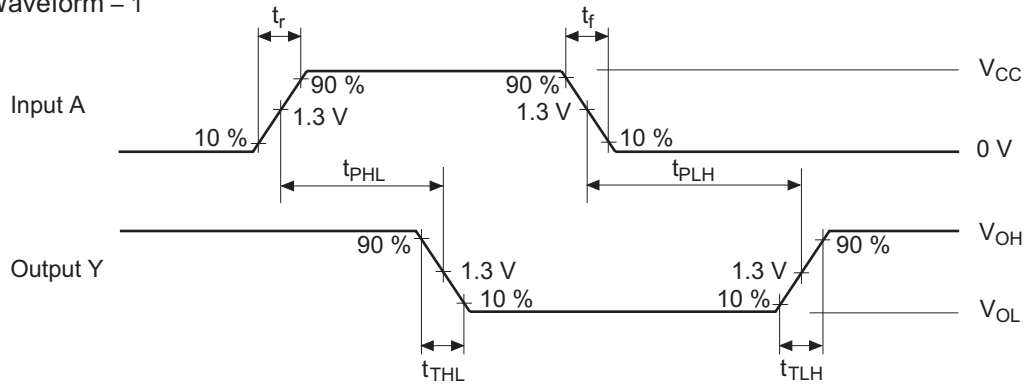 Waveform – 1
tr tf
90 % 90 % VCC
Input A 1.3 V 1.3 V
10 % 10 % 0 V
tPHL tPLH
90 % 90 % VOH
Output Y 1.3 V 1.3 V
10 % 10 %
VOL
tTHL tTLH